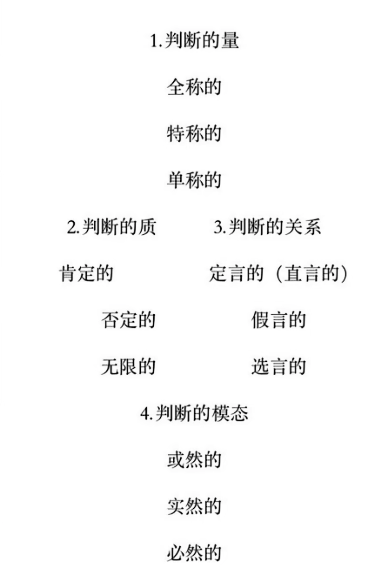 1.判断的量
全称的
特称的
单称的
2.判断的质 3.判断的关系
肯定的 定言的（直言的）
否定的 假言的
无限的 选言的
4.判断的模态
或然的
实然的
必然的